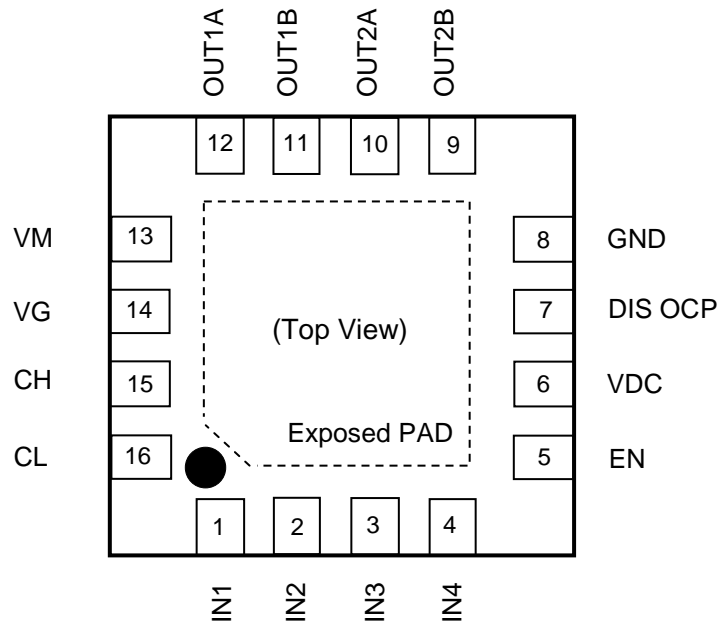 OUT1A OUT1B OUT2A OUT2B
12 11 10 9
VM 13 8 GND
VG 14 (Top View) 7 DIS OCP
CH 15 6 VDC
Exposed PAD
CL 16 5 EN
1 2 3 4
IN1 IN2 IN3 IN4